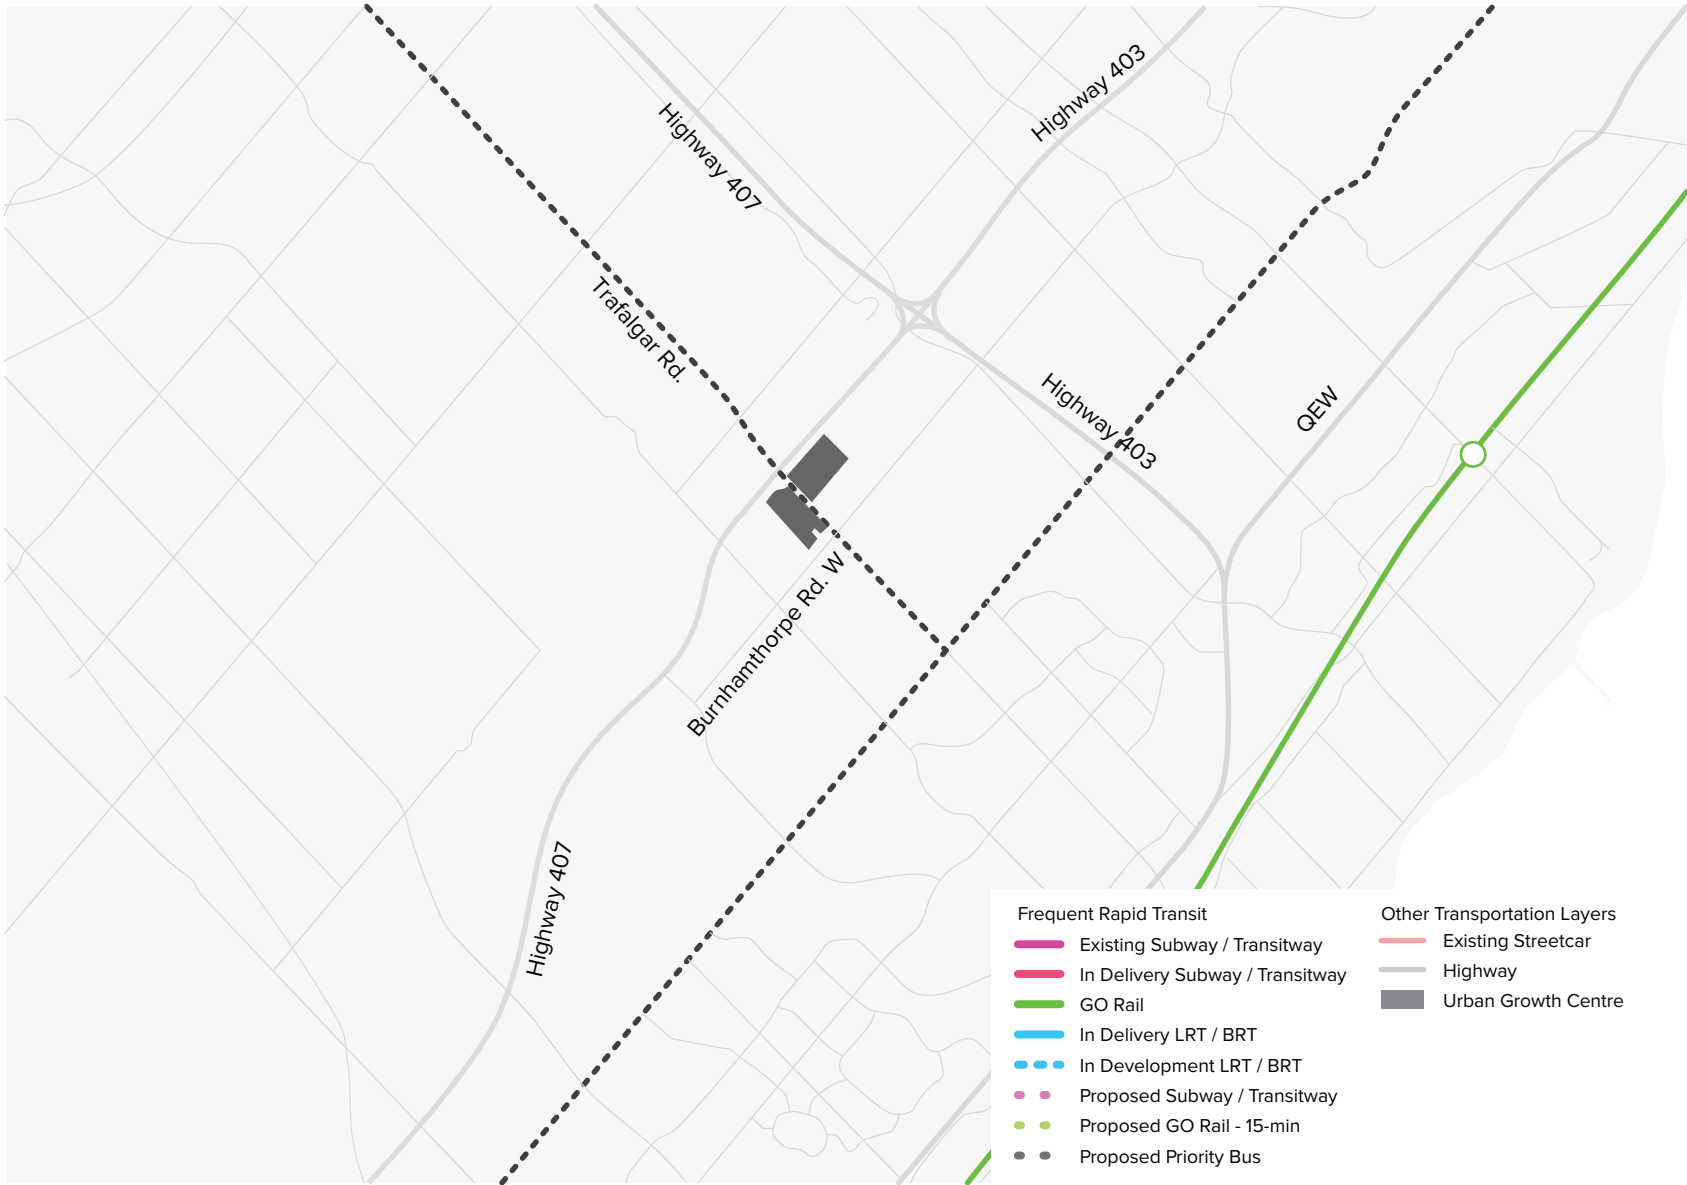 Highway 403
Highway 407
Trafalgar Rd.
Highway 403
QEW
Burnhamthorpe Rd. W
Highway 407
Frequent Rapid Transit
Existing Subway / Transitway
In Delivery Subway / Transitway
GO Rail
In Delivery LRT / BRT
In Development LRT / BRT
Proposed Subway / Transitway
Proposed GO Rail - 15-min
Proposed Priority Bus
Other Transportation Layers
Existing Streetcar
Highway
Urban Growth Centre